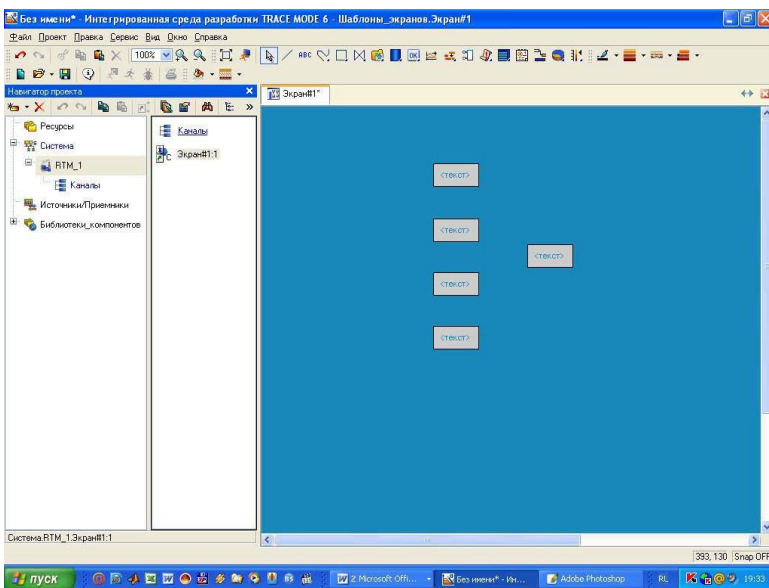 Без имени* - Интегрированная среда разработки TRACE MODE 6 - Шаблоны_экранов.Экран#1
Файл Проект Правка Сервис Вид Окно Справка
100%
ABC
OK
Навигатор проекта
Экран#1*
Ресурсы
Система
RTM_1
Каналы
Источники/Приемники
Библиотеки_компонентов
Каналы
Экран#1:1
<текст>
<текст>
<текст>
<текст>
<текст>
Система.RTM_1.Экран#1:1
393, 130 Snap OFF
пуск
2 Microsoft Offi...
Без имени* - Ин...
Adobe Photoshop
RL
19:33